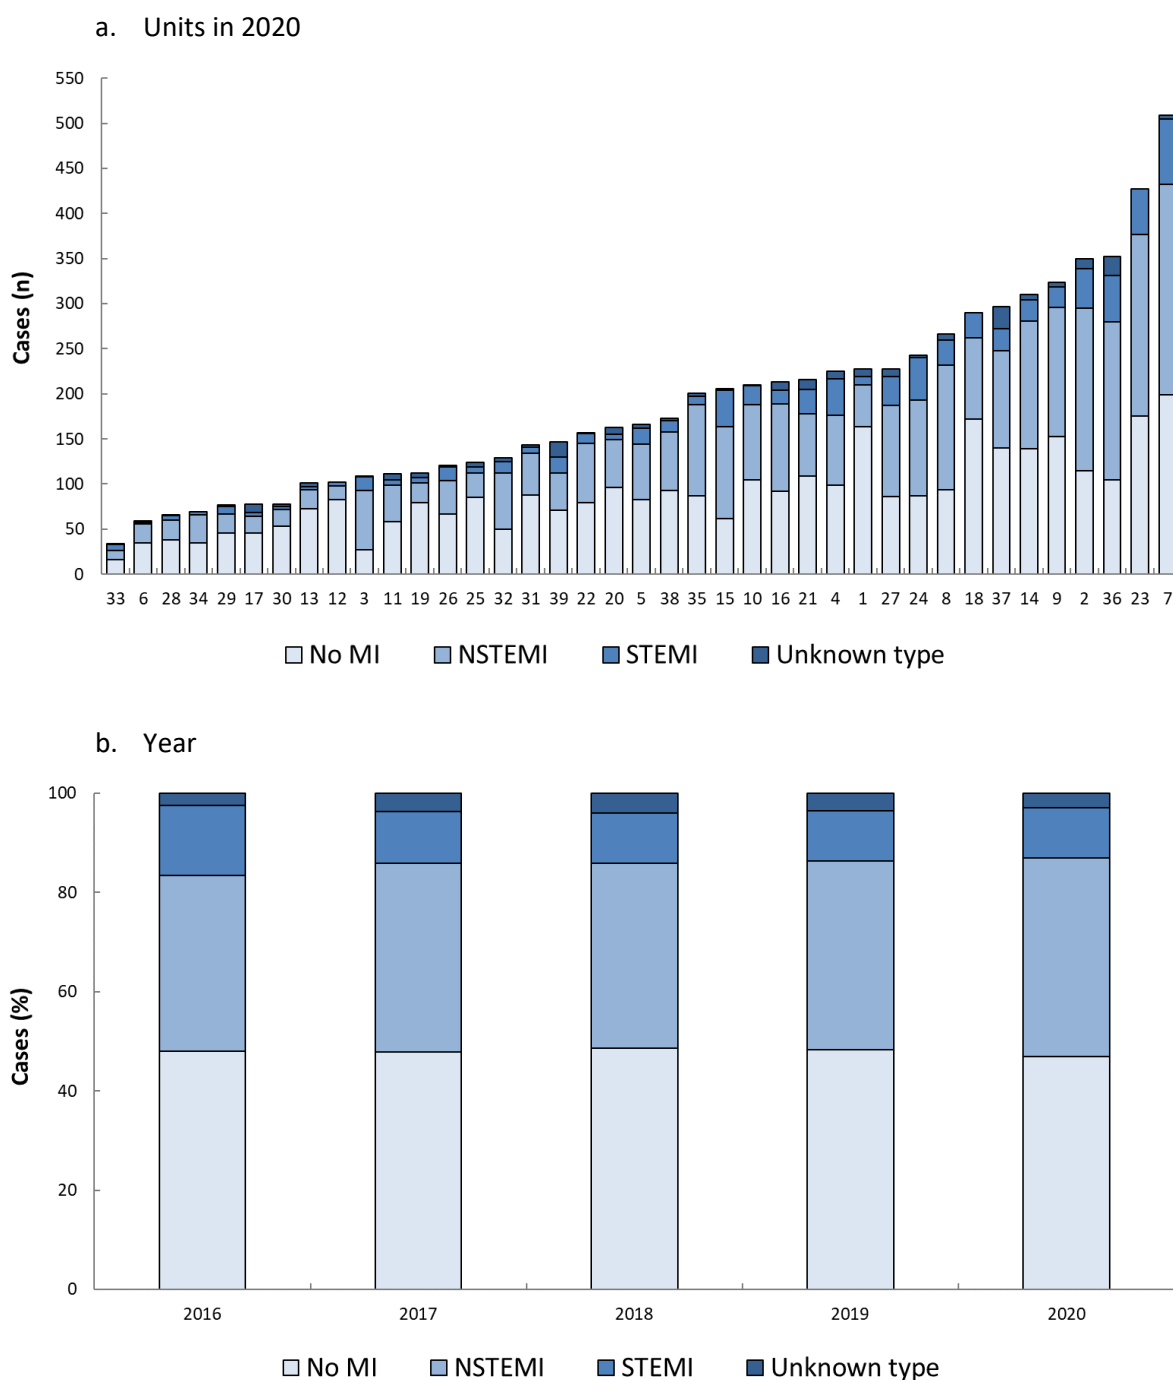 a. Units in 2020
550
500
450
400
350
300
250
200
150
100
50
0
Cases (n)
33 6 28 34 29 17 30 13 12 3 11 19 26 25 32 31 39 22 20 5 38 35 15 10 16 21 4 1 27 24 8 18 37 14 9 2 36 23 7
No MI NSTEMI STEMI Unknown type
b. Year
100
80
60
40
20
0
Cases (%)
2016 2017 2018 2019 2020
No MI NSTEMI STEMI Unknown type